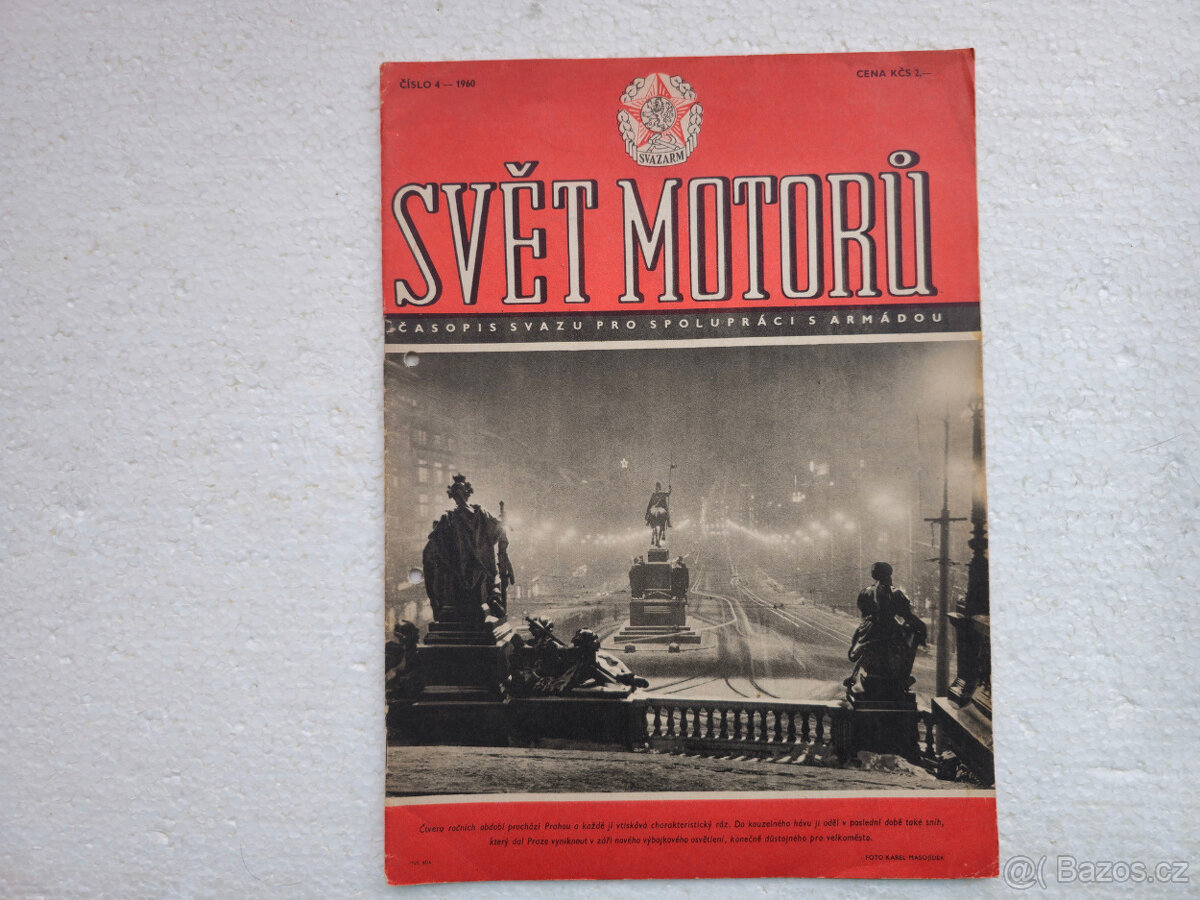 ČÍSLO 4 — 1960
CENA KČS 2,—
SVAZARM
SVĚT MOTORŮ
ČASOPIS SVAZU PRO SPOLUPRÁCI S ARMÁDOU
Čtvero ročních období prochází Prahou a každé jí vtiskává charakteristický ráz. Do kouzelného hávu ji oděl v poslední době také sníh,
který dal Praze vyniknout v záři nového výbojkového osvětlení, konečně důstojného pro velkoměsto.
FOTO KAREL MASOJÍDEK
@( Bazos.cz